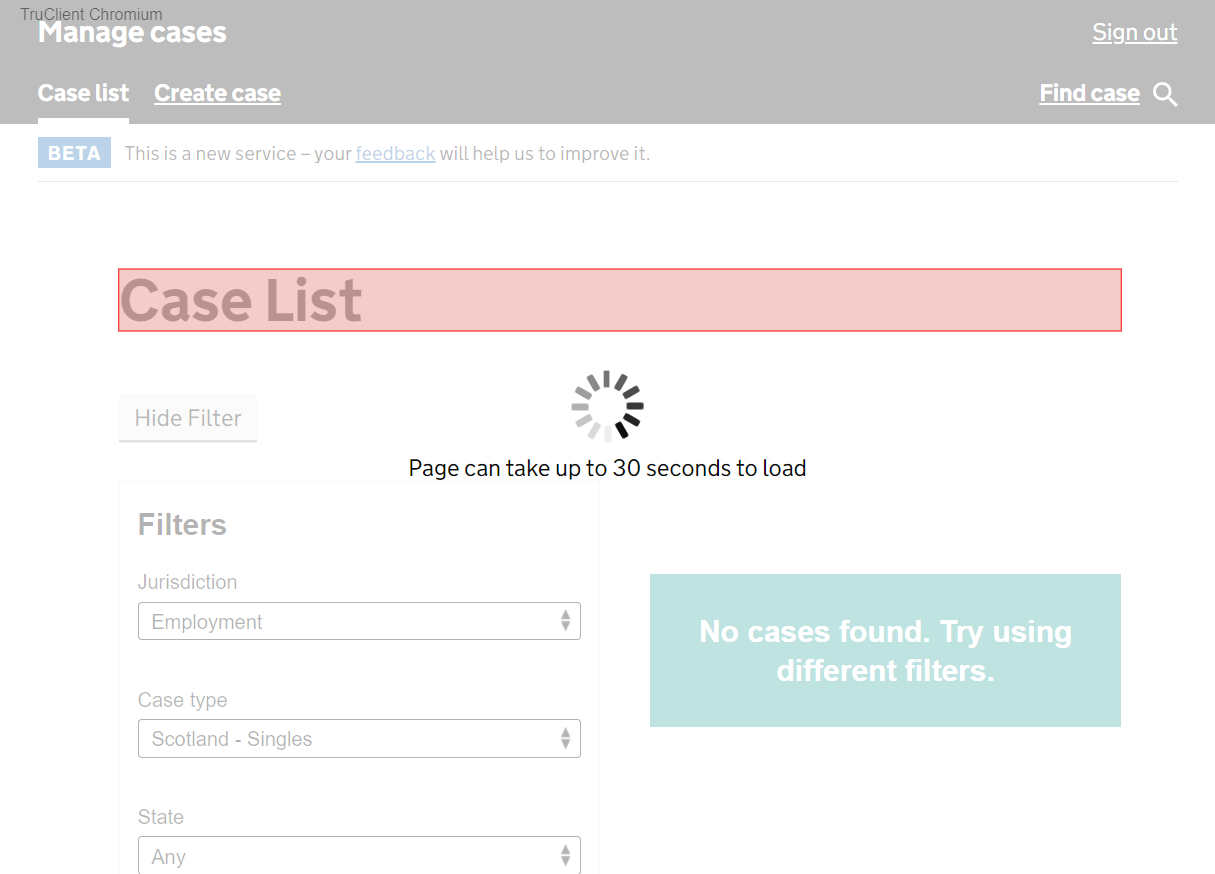 TruClient Chromium
Manage cases
Sign out
Case list Create case Find case
BETA This is a new service – your feedback will help us to improve it.
Case List
Hide Filter
Page can take up to 30 seconds to load
Filters
Jurisdiction
Employment
Case type
Scotland - Singles
State
Any
No cases found. Try using
different filters.